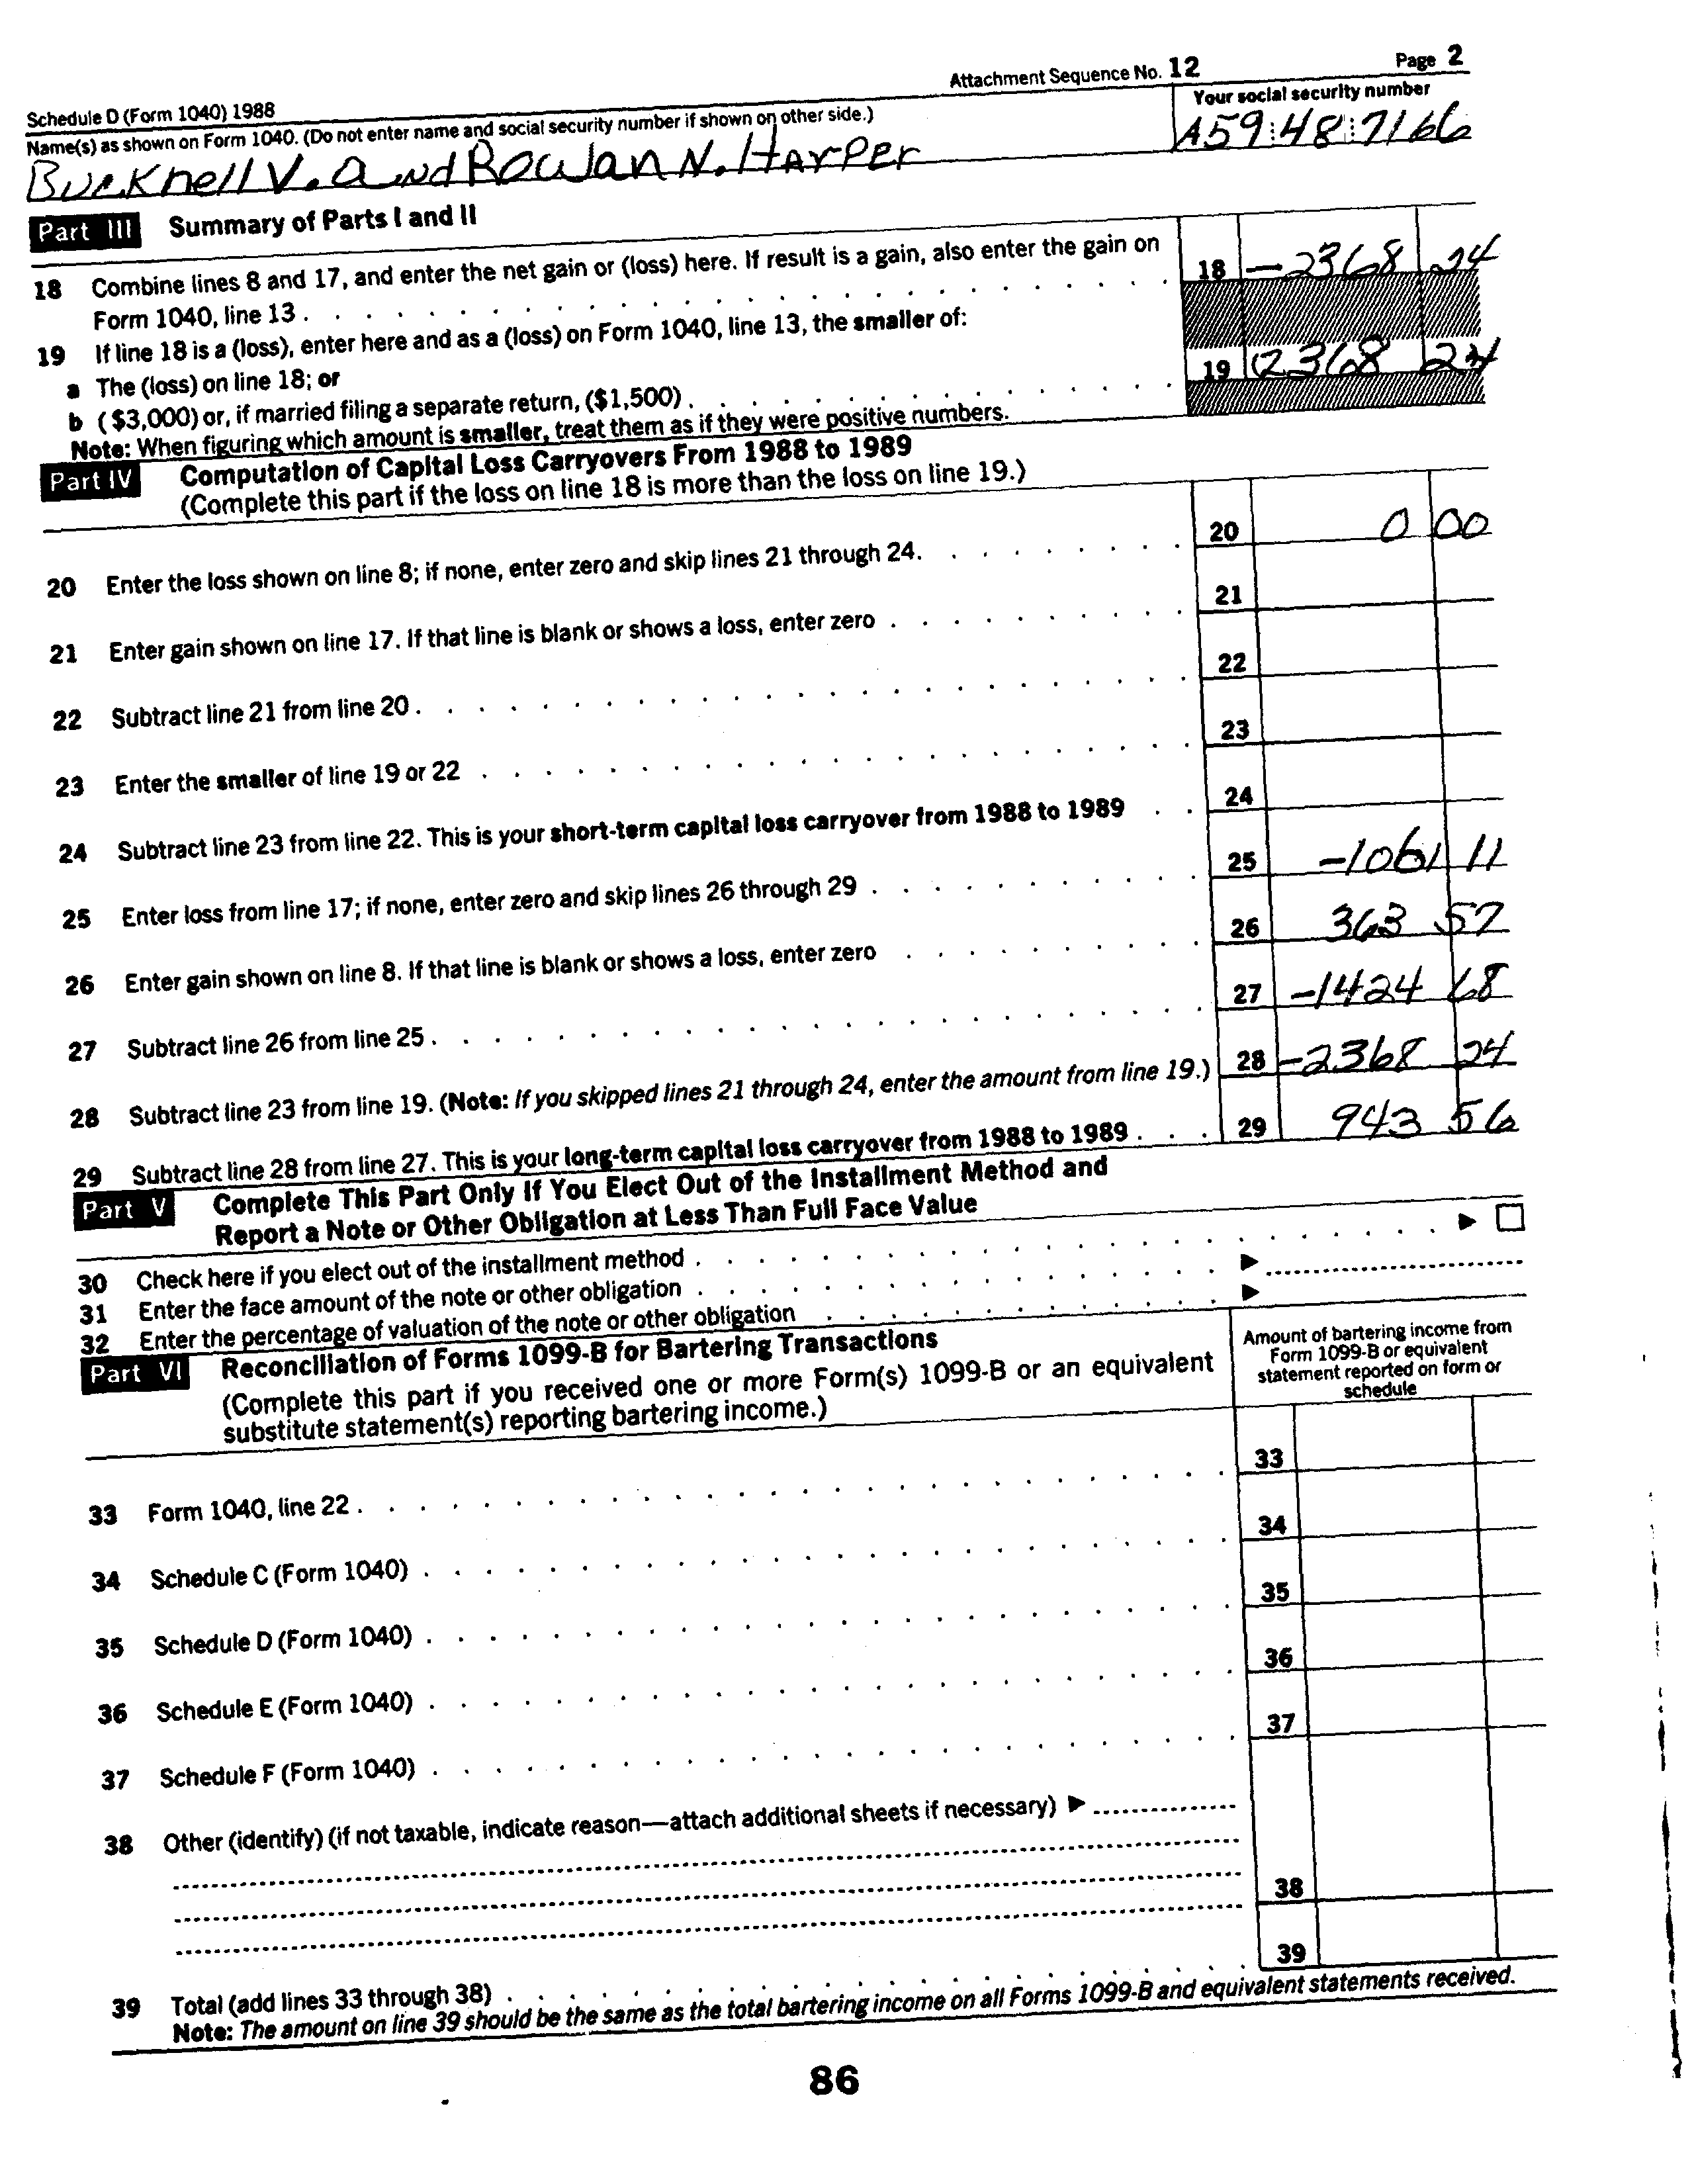 Schedule D (Form 1040) 1988 Attachment Sequence No. 12 Page 2
Name(s) as shown on Form 1040. (Do not enter name and social security number if shown on other side.) Your social security number
Bucknell V. and Rowan N. Harper A59 48 7166
Part III Summary of Parts I and II
18 Combine lines 8 and 17, and enter the net gain or (loss) here. If result is a gain, also enter the gain on
Form 1040, line 13 . . . 18 -2368 24
19 If line 18 is a (loss), enter here and as a (loss) on Form 1040, line 13, the smaller of:
a The (loss) on line 18; or
b ($3,000) or, if married filing a separate return, ($1,500) . . . 19 (2368 24
Note: When figuring which amount is smaller, treat them as if they were positive numbers.
Part IV Computation of Capital Loss Carryovers From 1988 to 1989
(Complete this part if the loss on line 18 is more than the loss on line 19.)
20 Enter the loss shown on line 8; if none, enter zero and skip lines 21 through 24. . . . 20 0 00
21 Enter gain shown on line 17. If that line is blank or shows a loss, enter zero . . . 21
22 Subtract line 21 from line 20 . . . 22
23 Enter the smaller of line 19 or 22 . . . 23
24 Subtract line 23 from line 22. This is your short-term capital loss carryover from 1988 to 1989 . . 24
25 Enter loss from line 17; if none, enter zero and skip lines 26 through 29 . . . 25 -1061 11
26 Enter gain shown on line 8. If that line is blank or shows a loss, enter zero . . . 26 363 57
27 Subtract line 26 from line 25 . . . 27 -1424 68
28 Subtract line 23 from line 19. (Note: If you skipped lines 21 through 24, enter the amount from line 19.) 28 -2368 24
29 Subtract line 28 from line 27. This is your long-term capital loss carryover from 1988 to 1989 . . . 29 943 56
Part V Complete This Part Only If You Elect Out of the Installment Method and
Report a Note or Other Obligation at Less Than Full Face Value
30 Check here if you elect out of the installment method . . . ▶ ☐
31 Enter the face amount of the note or other obligation . . . ▶
32 Enter the percentage of valuation of the note or other obligation . . . ▶
Part VI Reconciliation of Forms 1099-B for Bartering Transactions
(Complete this part if you received one or more Form(s) 1099-B or an equivalent
substitute statement(s) reporting bartering income.)
Amount of bartering income from
Form 1099-B or equivalent
statement reported on form or
schedule
33 Form 1040, line 22 . . . 33
34 Schedule C (Form 1040) . . . 34
35 Schedule D (Form 1040) . . . 35
36 Schedule E (Form 1040) . . . 36
37 Schedule F (Form 1040) . . . 37
38 Other (identify) (if not taxable, indicate reason—attach additional sheets if necessary) ▶
38
39 Total (add lines 33 through 38) . . . 39
Note: The amount on line 39 should be the same as the total bartering income on all Forms 1099-B and equivalent statements received.
86